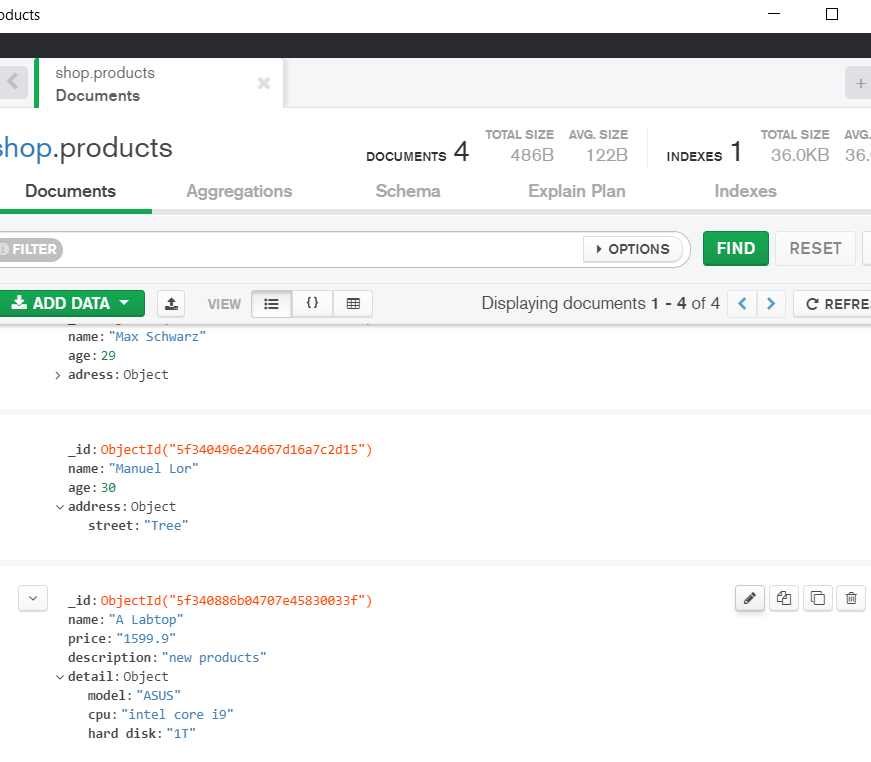 oducts
shop.products
Documents
shop.products
DOCUMENTS 4
TOTAL SIZE AVG. SIZE
486B 122B
INDEXES 1
TOTAL SIZE AVG.
36.0KB 36.
Documents Aggregations Schema Explain Plan Indexes
FILTER OPTIONS FIND RESET
ADD DATA VIEW {} Displaying documents 1 - 4 of 4 REFRE
name: "Max Schwarz"
age: 29
adress: Object
_id: ObjectId("5f340496e24667d16a7c2d15")
name: "Manuel Lor"
age: 30
address: Object
street: "Tree"
_id: ObjectId("5f340886b04707e45830033f")
name: "A Labtop"
price: "1599.9"
description: "new products"
detail: Object
model: "ASUS"
cpu: "intel core i9"
hard disk: "1T"